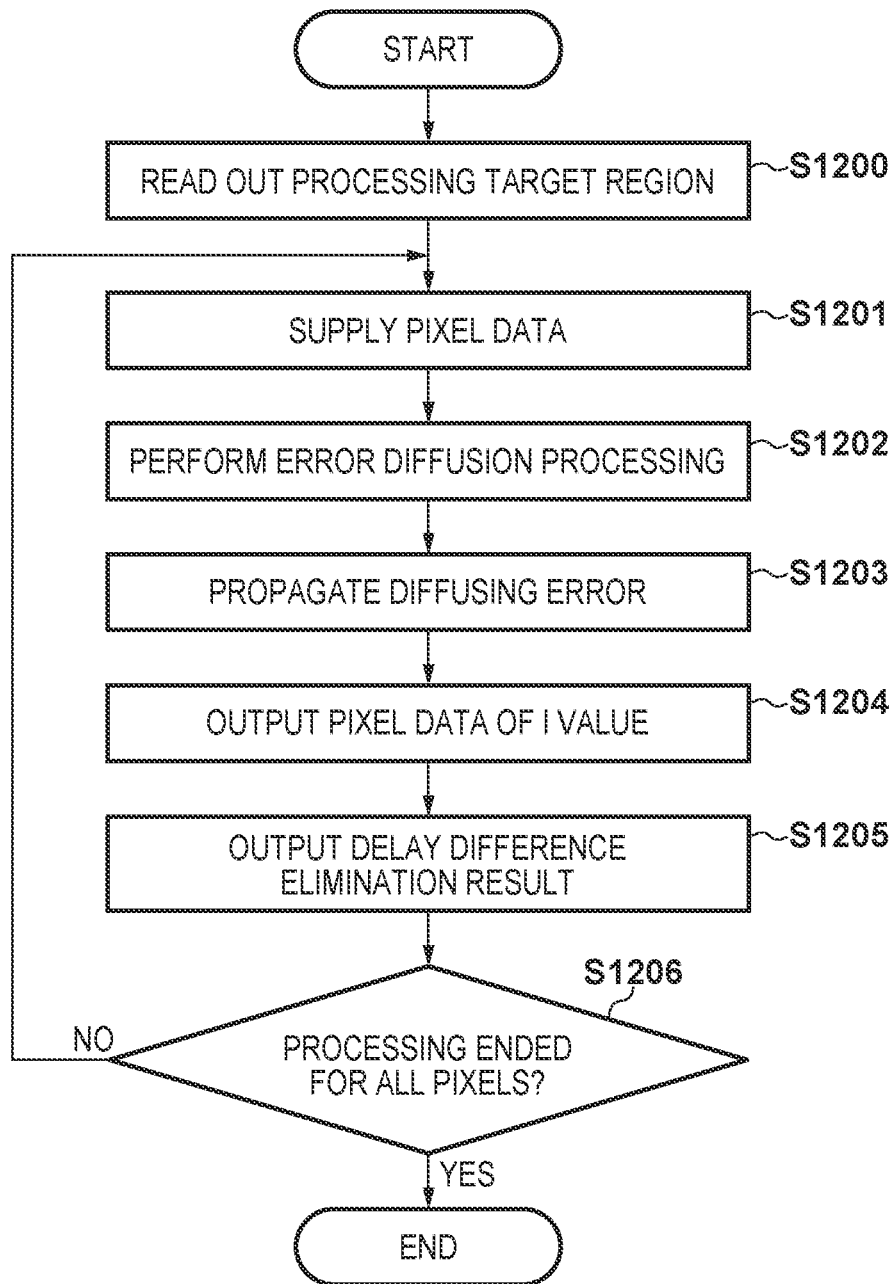 START
READ OUT PROCESSING TARGET REGION
S1200
SUPPLY PIXEL DATA
S1201
PERFORM ERROR DIFFUSION PROCESSING
S1202
PROPAGATE DIFFUSING ERROR
S1203
OUTPUT PIXEL DATA OF I VALUE
S1204
OUTPUT DELAY DIFFERENCE
ELIMINATION RESULT
S1205
S1206
NO
PROCESSING ENDED
FOR ALL PIXELS?
YES
END